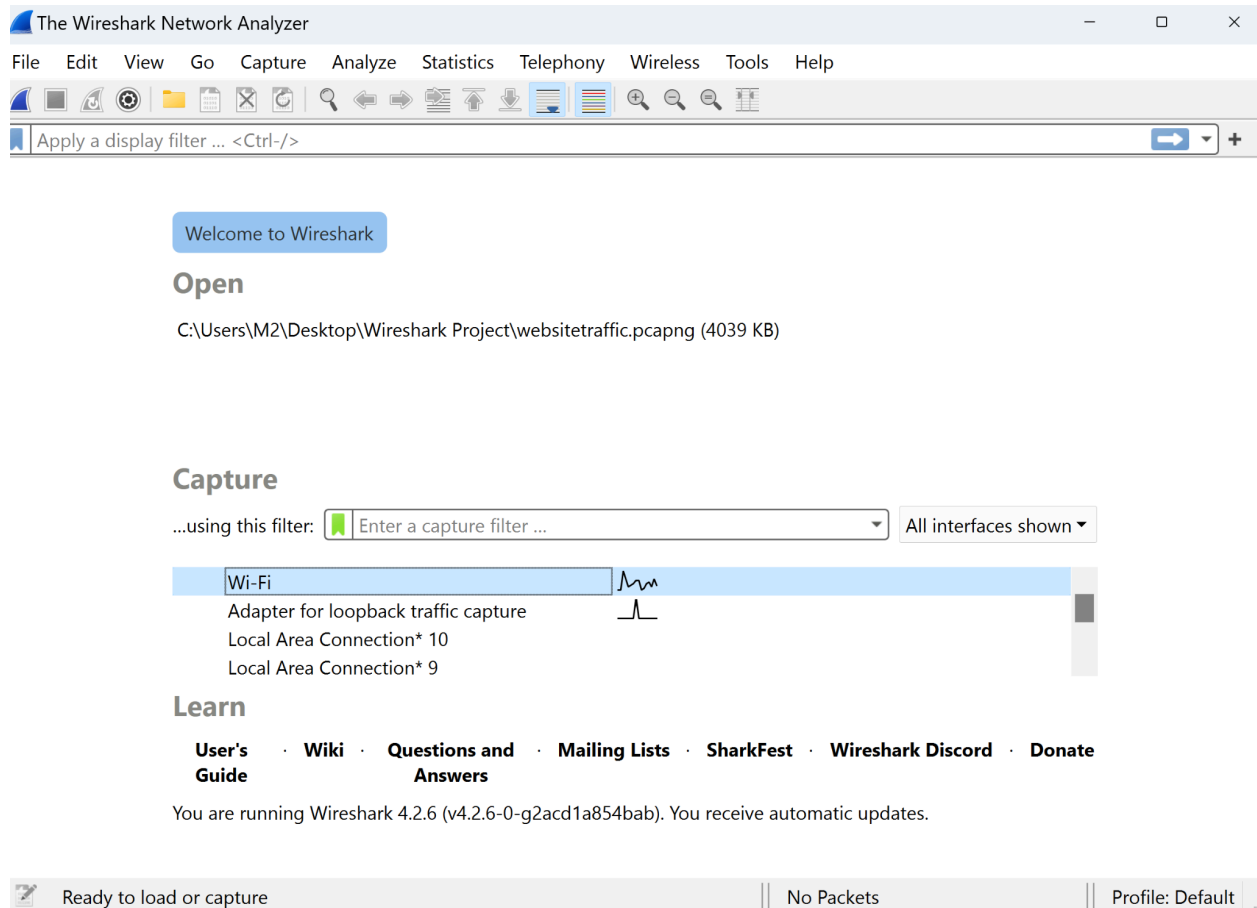 The Wireshark Network Analyzer
File Edit View Go Capture Analyze Statistics Telephony Wireless Tools Help
Apply a display filter ... <Ctrl-/>
Welcome to Wireshark
Open
C:\Users\M2\Desktop\Wireshark Project\websitetraffic.pcapng (4039 KB)
Capture
...using this filter: Enter a capture filter ... All interfaces shown
Wi-Fi
Adapter for loopback traffic capture
Local Area Connection* 10
Local Area Connection* 9
Learn
User's Guide · Wiki · Questions and Answers · Mailing Lists · SharkFest · Wireshark Discord · Donate
You are running Wireshark 4.2.6 (v4.2.6-0-g2acd1a854bab). You receive automatic updates.
Ready to load or capture No Packets Profile: Default